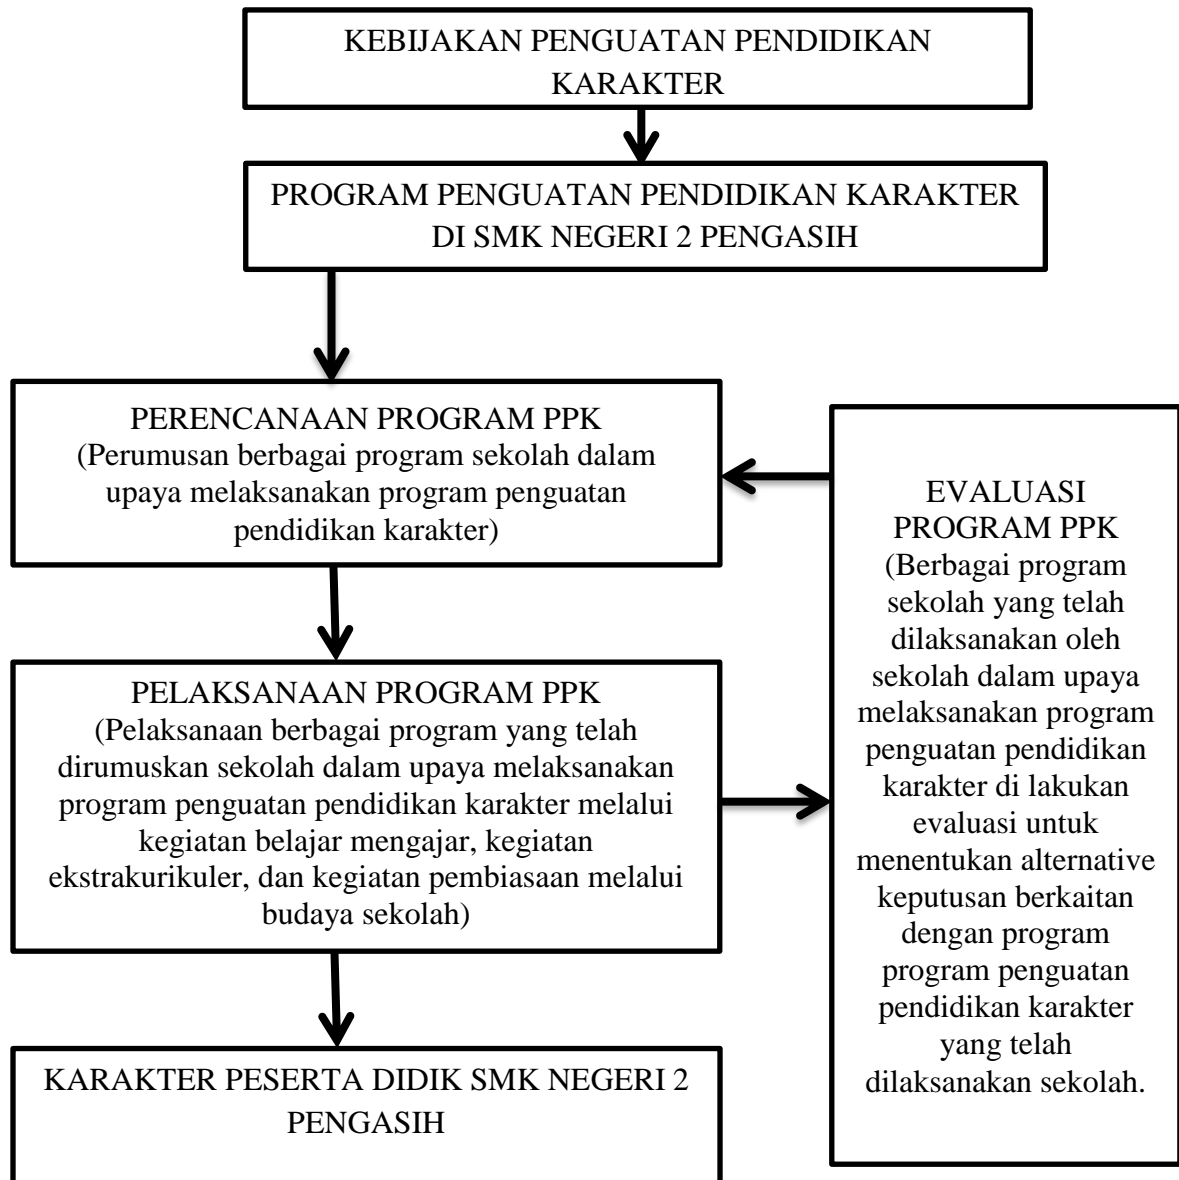 KEBIJAKAN PENGUATAN PENDIDIKAN
KARAKTER
PROGRAM PENGUATAN PENDIDIKAN KARAKTER
DI SMK NEGERI 2 PENGASIH
PERENCANAAN PROGRAM PPK
(Perumusan berbagai program sekolah dalam
upaya melaksanakan program penguatan
pendidikan karakter)
PELAKSANAAN PROGRAM PPK
(Pelaksanaan berbagai program yang telah
dirumuskan sekolah dalam upaya melaksanakan
program penguatan pendidikan karakter melalui
kegiatan belajar mengajar, kegiatan
ekstrakurikuler, dan kegiatan pembiasaan melalui
budaya sekolah)
EVALUASI
PROGRAM PPK
(Berbagai program
sekolah yang telah
dilaksanakan oleh
sekolah dalam upaya
melaksanakan program
penguatan pendidikan
karakter di lakukan
evaluasi untuk
menentukan alternative
keputusan berkaitan
dengan program
program penguatan
pendidikan karakter
yang telah
dilaksanakan sekolah.
KARAKTER PESERTA DIDIK SMK NEGERI 2
PENGASIH